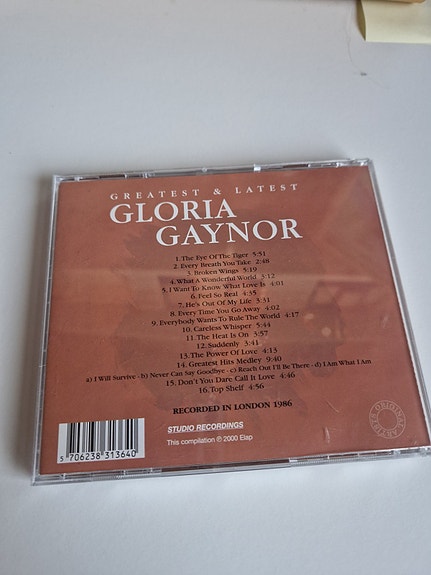 GREATEST & LATEST
GLORIA
GAYNOR
1. The Eye Of The Tiger 5:51
2. Every Breath You Take 2:48
3. Broken Wings 5:19
4. What A Wonderful World 3:12
5. I Want To Know What Love Is 4:01
6. Feel So Real 4:35
7. He's Out Of My Life 3:31
8. Every Time You Go Away 4:02
9. Everybody Wants To Rule The World 4:17
10. Careless Whisper 5:44
11. The Heat Is On 3:57
12. Suddenly 3:41
13. The Power Of Love 4:13
14. Greatest Hits Medley 9:40
a) I Will Survive - b) Never Can Say Goodbye - c) Reach Out I'll Be There - d) I Am What I Am
15. Don't You Dare Call It Love 4:46
16. Top Shelf 4:56
RECORDED IN LONDON 1986
STUDIO RECORDINGS
This compilation ℗ 2000 Elap
5 706238 313640
ORIGINAL ARTISTS